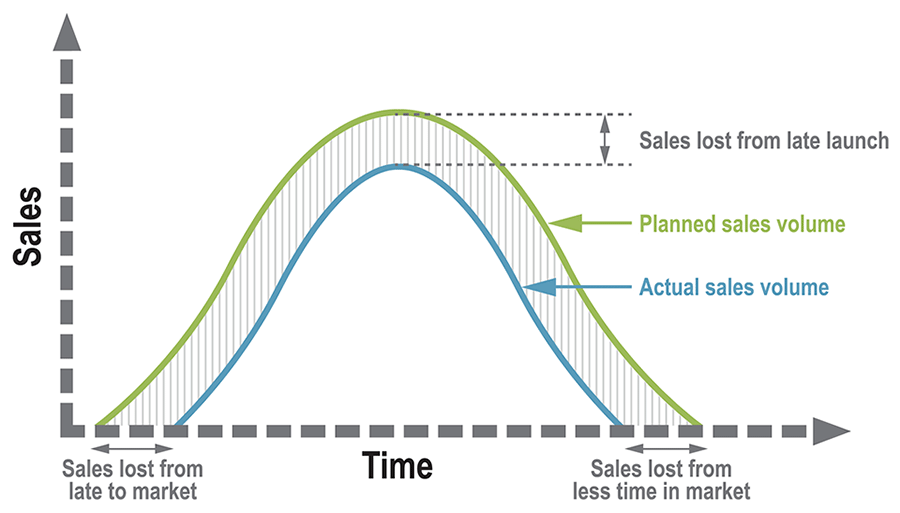 Sales
Sales lost from late launch
Planned sales volume
Actual sales volume
Sales lost from
late to market
Time
Sales lost from
less time in market